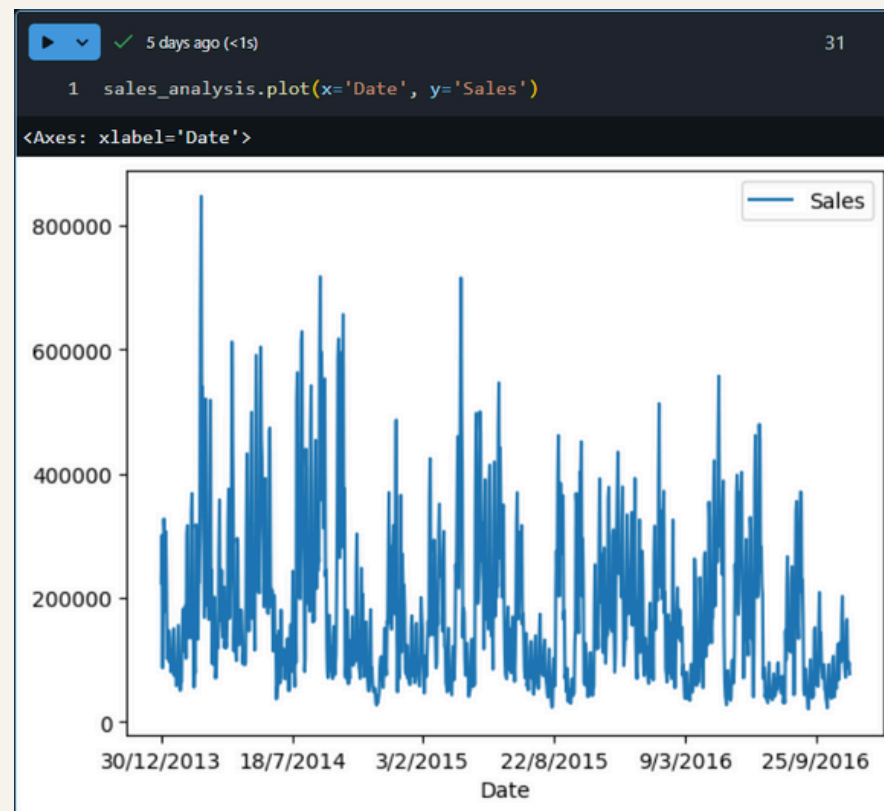 5 days ago (<1s)
31
1 sales_analysis.plot(x='Date', y='Sales')
<Axes: xlabel='Date'>
Sales
800000
600000
400000
200000
0
30/12/2013 18/7/2014 3/2/2015 22/8/2015 9/3/2016 25/9/2016
Date